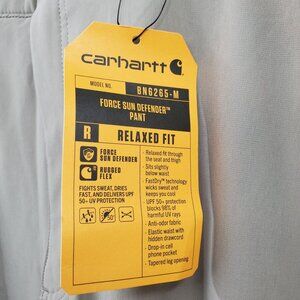 carhartt
MODEL NO. BN6265-M
FORCE SUN DEFENDER™
PANT
R RELAXED FIT
FORCE
SUN DEFENDER
RUGGED
FLEX
FIGHTS SWEAT, DRIES
FAST, AND DELIVERS UPF
50+ UV PROTECTION
- Relaxed fit through
the seat and thigh
- Sits slightly
below waist
- FastDry™ technology
wicks sweat and
keeps you cool
- UPF 50+ protection
blocks 98% of
harmful UV rays
- Anti-odor fabric
- Elastic waist with
hidden drawcord
- Drop-in cell
phone pocket
- Tapered leg opening